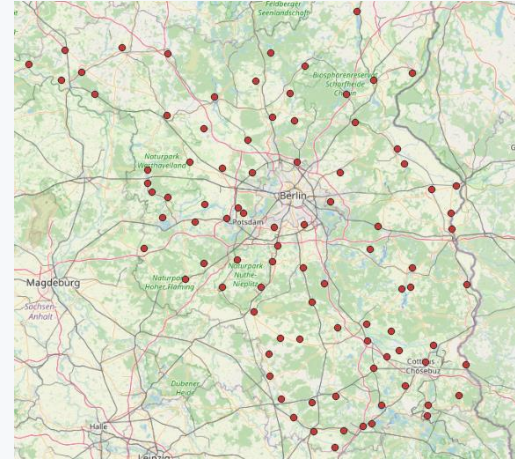 Feldberger
Seenlandschaft
Biosphärenreservat
Schorfheide
Chorin
Naturpark
Westhavelland
Berlin
Potsdam
Naturpark
Hoher Fläming
Naturpark
Nuthe-
Nieplitz
Magdeburg
Sachsen-
Anhalt
Cottbus -
Chóśebuz
Dübener
Heide
Halle
Leipzig